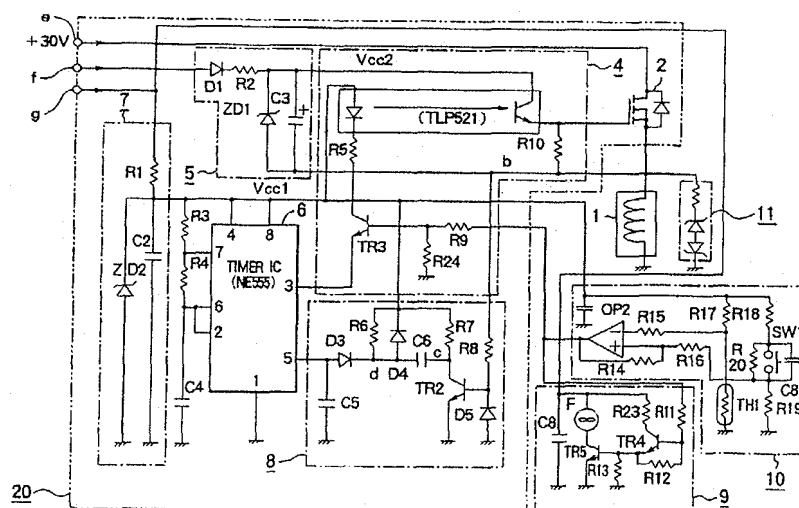 e
+30V
f
g
7
D1
R2
C3
+
ZD1
5
Vcc2
4
2
(TLP521)
R5
R10
b
R1
Vcc1
6
R3
4
8
7
TR3
R9
R24
1
11
C2
ZD2
R4
TIMER IC
(NE555)
3
6
2
5
1
C4
R6
C6
R7
R8
D3
d
D4
c
TR2
D5
C5
8
OP2
R15
R17
R18
SW1
R16
R14
R20
C8
TH1
R19
10
F
R23
R11
C8
TR4
TR5
R13
R12
9
20